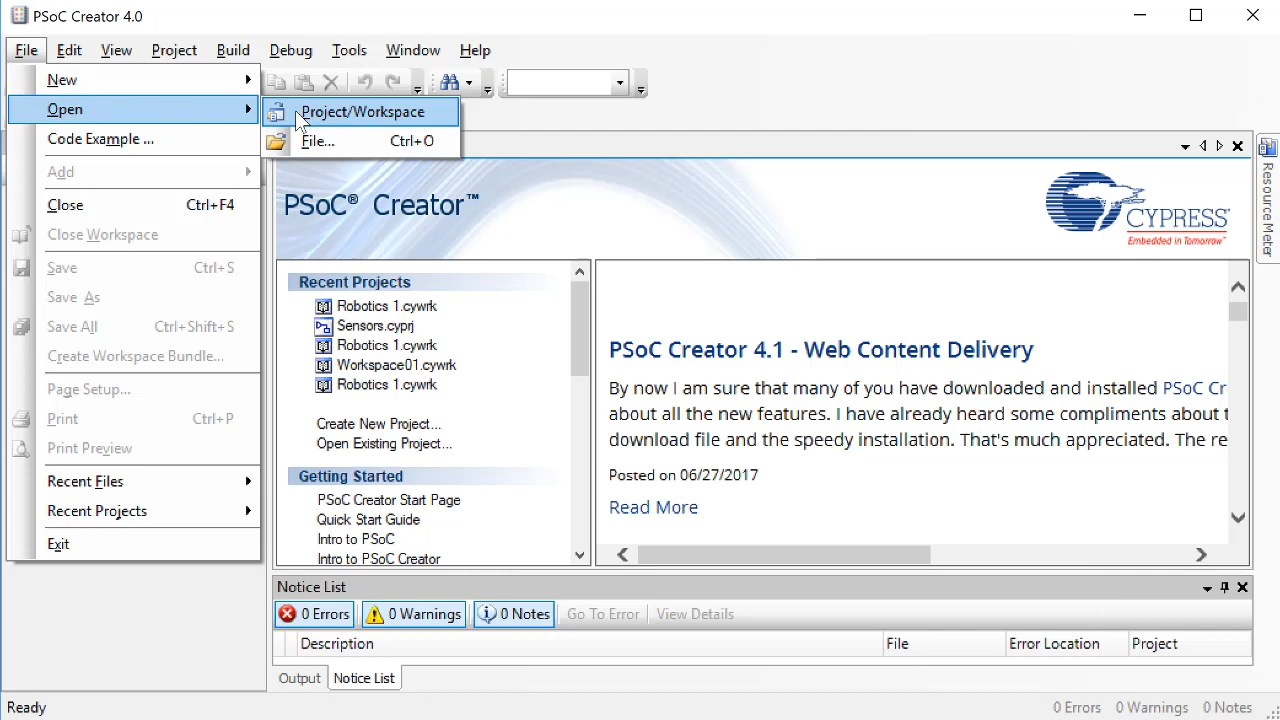 PSoC Creator 4.0
File Edit View Project Build Debug Tools Window Help
New
Open
Project/Workspace
File... Ctrl+O
Code Example ...
Add
Close Ctrl+F4
Close Workspace
Save Ctrl+S
Save As
Save All Ctrl+Shift+S
Create Workspace Bundle...
Page Setup...
Print Ctrl+P
Print Preview
Recent Files
Recent Projects
Exit
Resource Meter
PSoC® Creator™
CYPRESS®
Embedded in Tomorrow™
Recent Projects
Robotics 1.cywrk
Sensors.cyprj
Robotics 1.cywrk
Workspace01.cywrk
Robotics 1.cywrk
Create New Project...
Open Existing Project...
Getting Started
PSoC Creator Start Page
Quick Start Guide
Intro to PSoC
Intro to PSoC Creator
PSoC Creator 4.1 - Web Content Delivery
By now I am sure that many of you have downloaded and installed PSoC Cr
about all the new features. I have already heard some compliments about t
download file and the speedy installation. That's much appreciated. The re
Posted on 06/27/2017
Read More
Notice List
0 Errors 0 Warnings 0 Notes Go To Error View Details
Description File Error Location Project
Output Notice List
Ready 0 Errors 0 Warnings 0 Notes